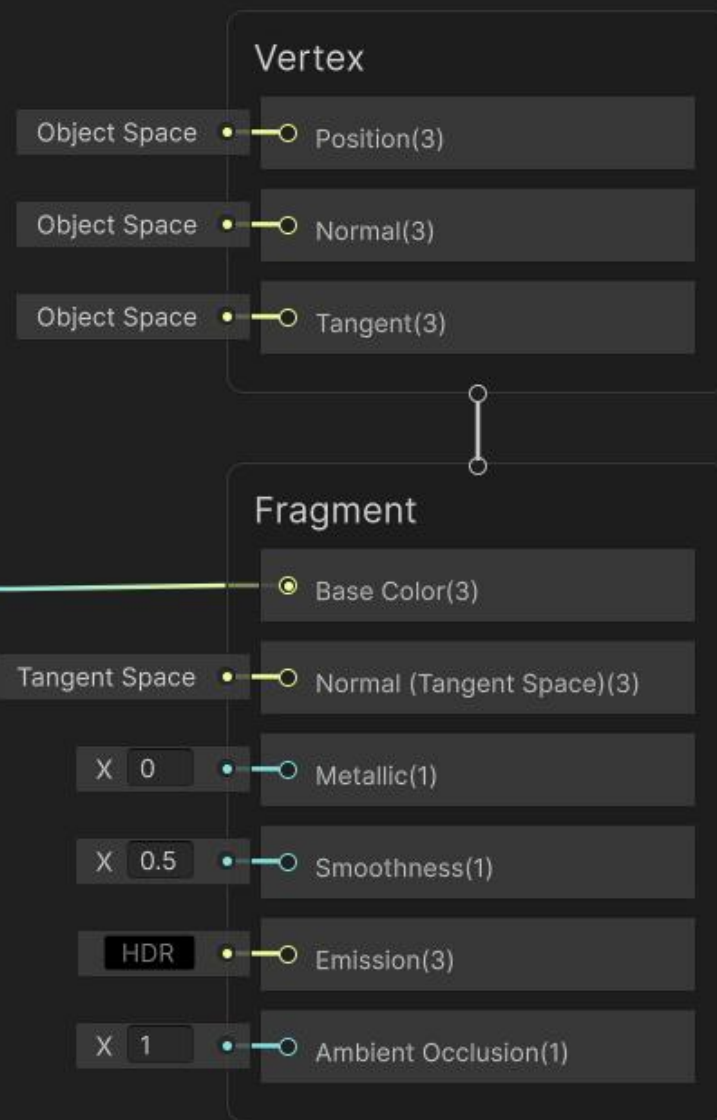 Vertex
Object Space Position(3)
Object Space Normal(3)
Object Space Tangent(3)
Fragment
Base Color(3)
Tangent Space Normal (Tangent Space)(3)
X 0 Metallic(1)
X 0.5 Smoothness(1)
HDR Emission(3)
X 1 Ambient Occlusion(1)